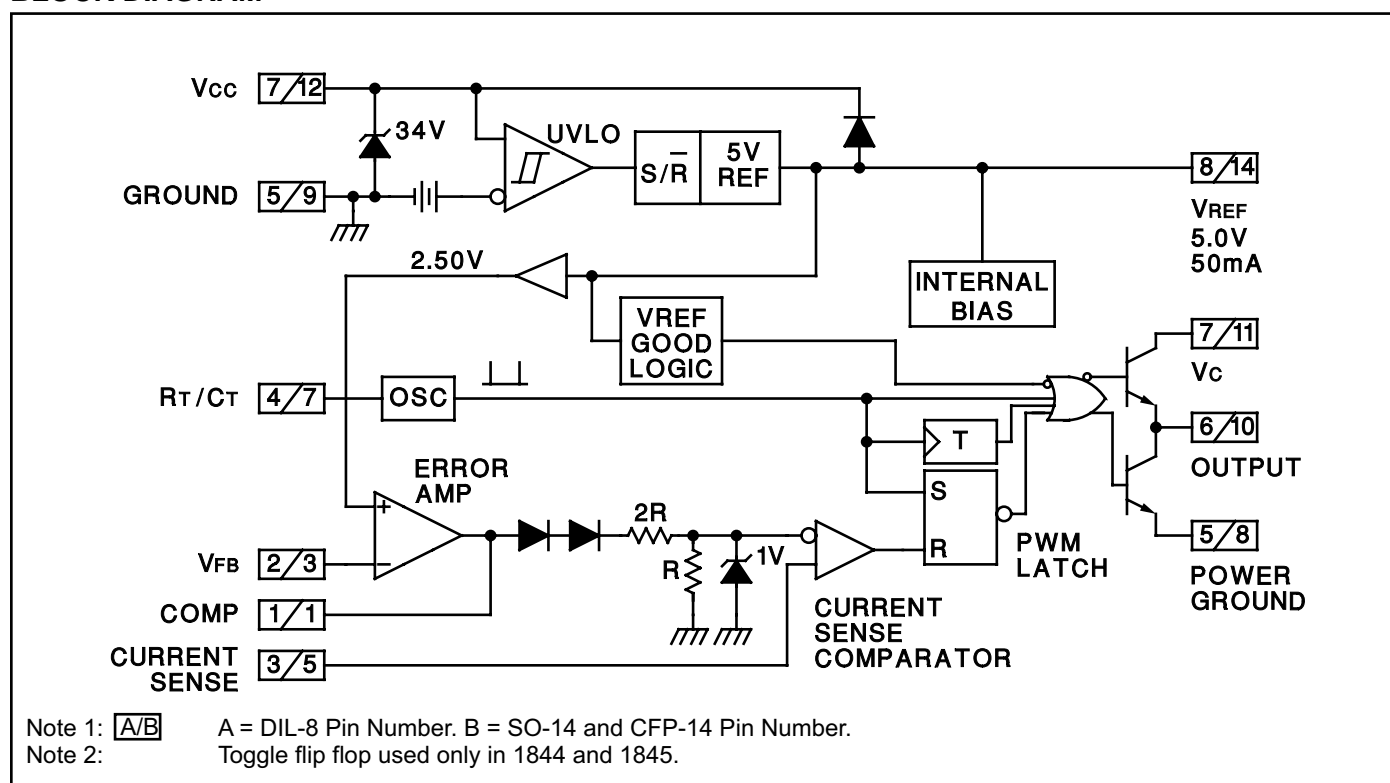 Vcc 7/12
34V
UVLO
S/R̅
5V
REF
GROUND 5/9
8/14
VREF
5.0V
50mA
2.50V
INTERNAL
BIAS
VREF
GOOD
LOGIC
7/11
Vc
RT/CT 4/7
OSC
T
6/10
OUTPUT
ERROR
AMP
+
−
2R
S
R
R
1V
PWM
LATCH
VFB 2/3
5/8
POWER
GROUND
COMP 1/1
CURRENT
SENSE
COMPARATOR
CURRENT
SENSE
3/5
Note 1: A/B A = DIL-8 Pin Number. B = SO-14 and CFP-14 Pin Number.
Note 2: Toggle flip flop used only in 1844 and 1845.